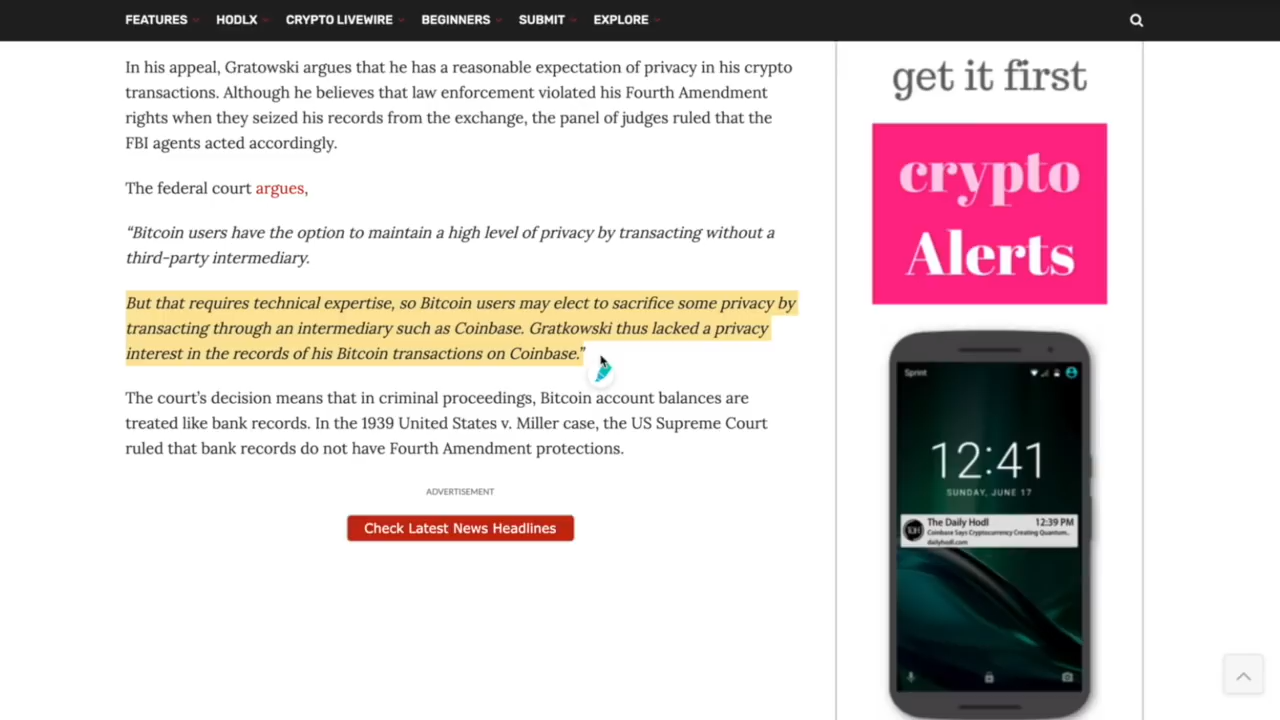 FEATURES HODLX CRYPTO LIVEWIRE BEGINNERS SUBMIT EXPLORE
In his appeal, Gratowski argues that he has a reasonable expectation of privacy in his crypto
transactions. Although he believes that law enforcement violated his Fourth Amendment
rights when they seized his records from the exchange, the panel of judges ruled that the
FBI agents acted accordingly.
The federal court argues,
“Bitcoin users have the option to maintain a high level of privacy by transacting without a
third-party intermediary.
But that requires technical expertise, so Bitcoin users may elect to sacrifice some privacy by
transacting through an intermediary such as Coinbase. Gratkowski thus lacked a privacy
interest in the records of his Bitcoin transactions on Coinbase.”
The court’s decision means that in criminal proceedings, Bitcoin account balances are
treated like bank records. In the 1939 United States v. Miller case, the US Supreme Court
ruled that bank records do not have Fourth Amendment protections.
ADVERTISEMENT
Check Latest News Headlines
get it first
crypto
Alerts
Sprint
12:41
SUNDAY, JUNE 17
The Daily Hodl 12:39 PM
Coinbase Says Cryptocurrency Creating Quantum..
dailyhodl.com